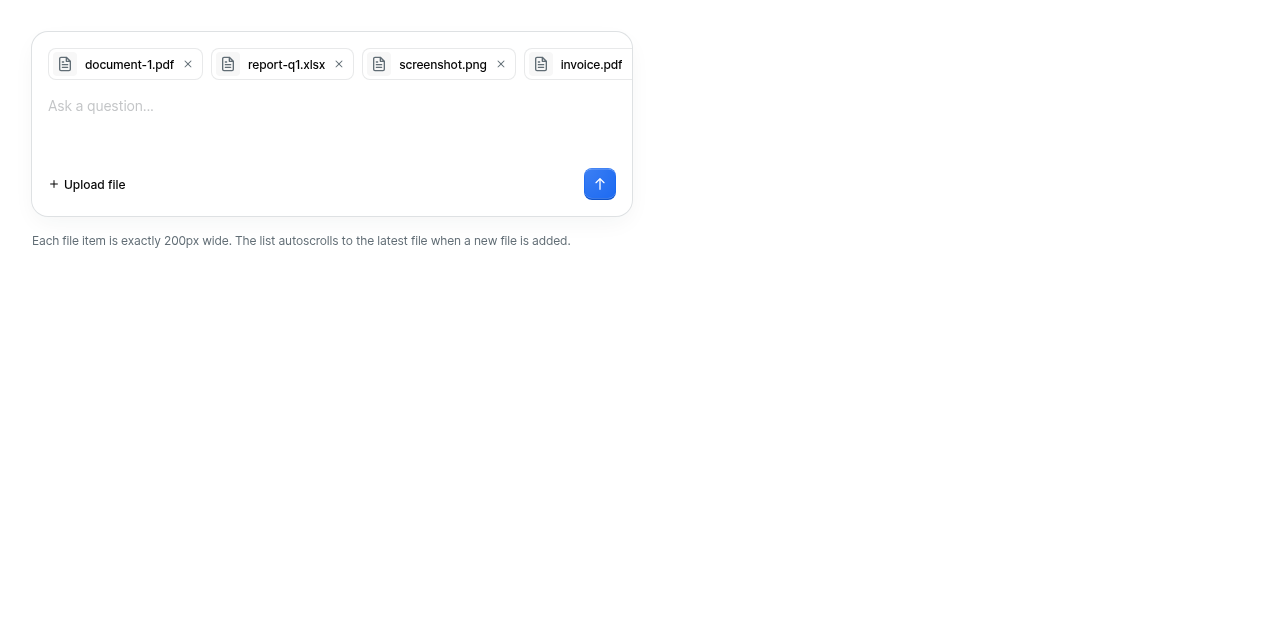 document-1.pdf report-q1.xlsx screenshot.png invoice.pdf
Ask a question...
Upload file
Each file item is exactly 200px wide. The list autoscrolls to the latest file when a new file is added.